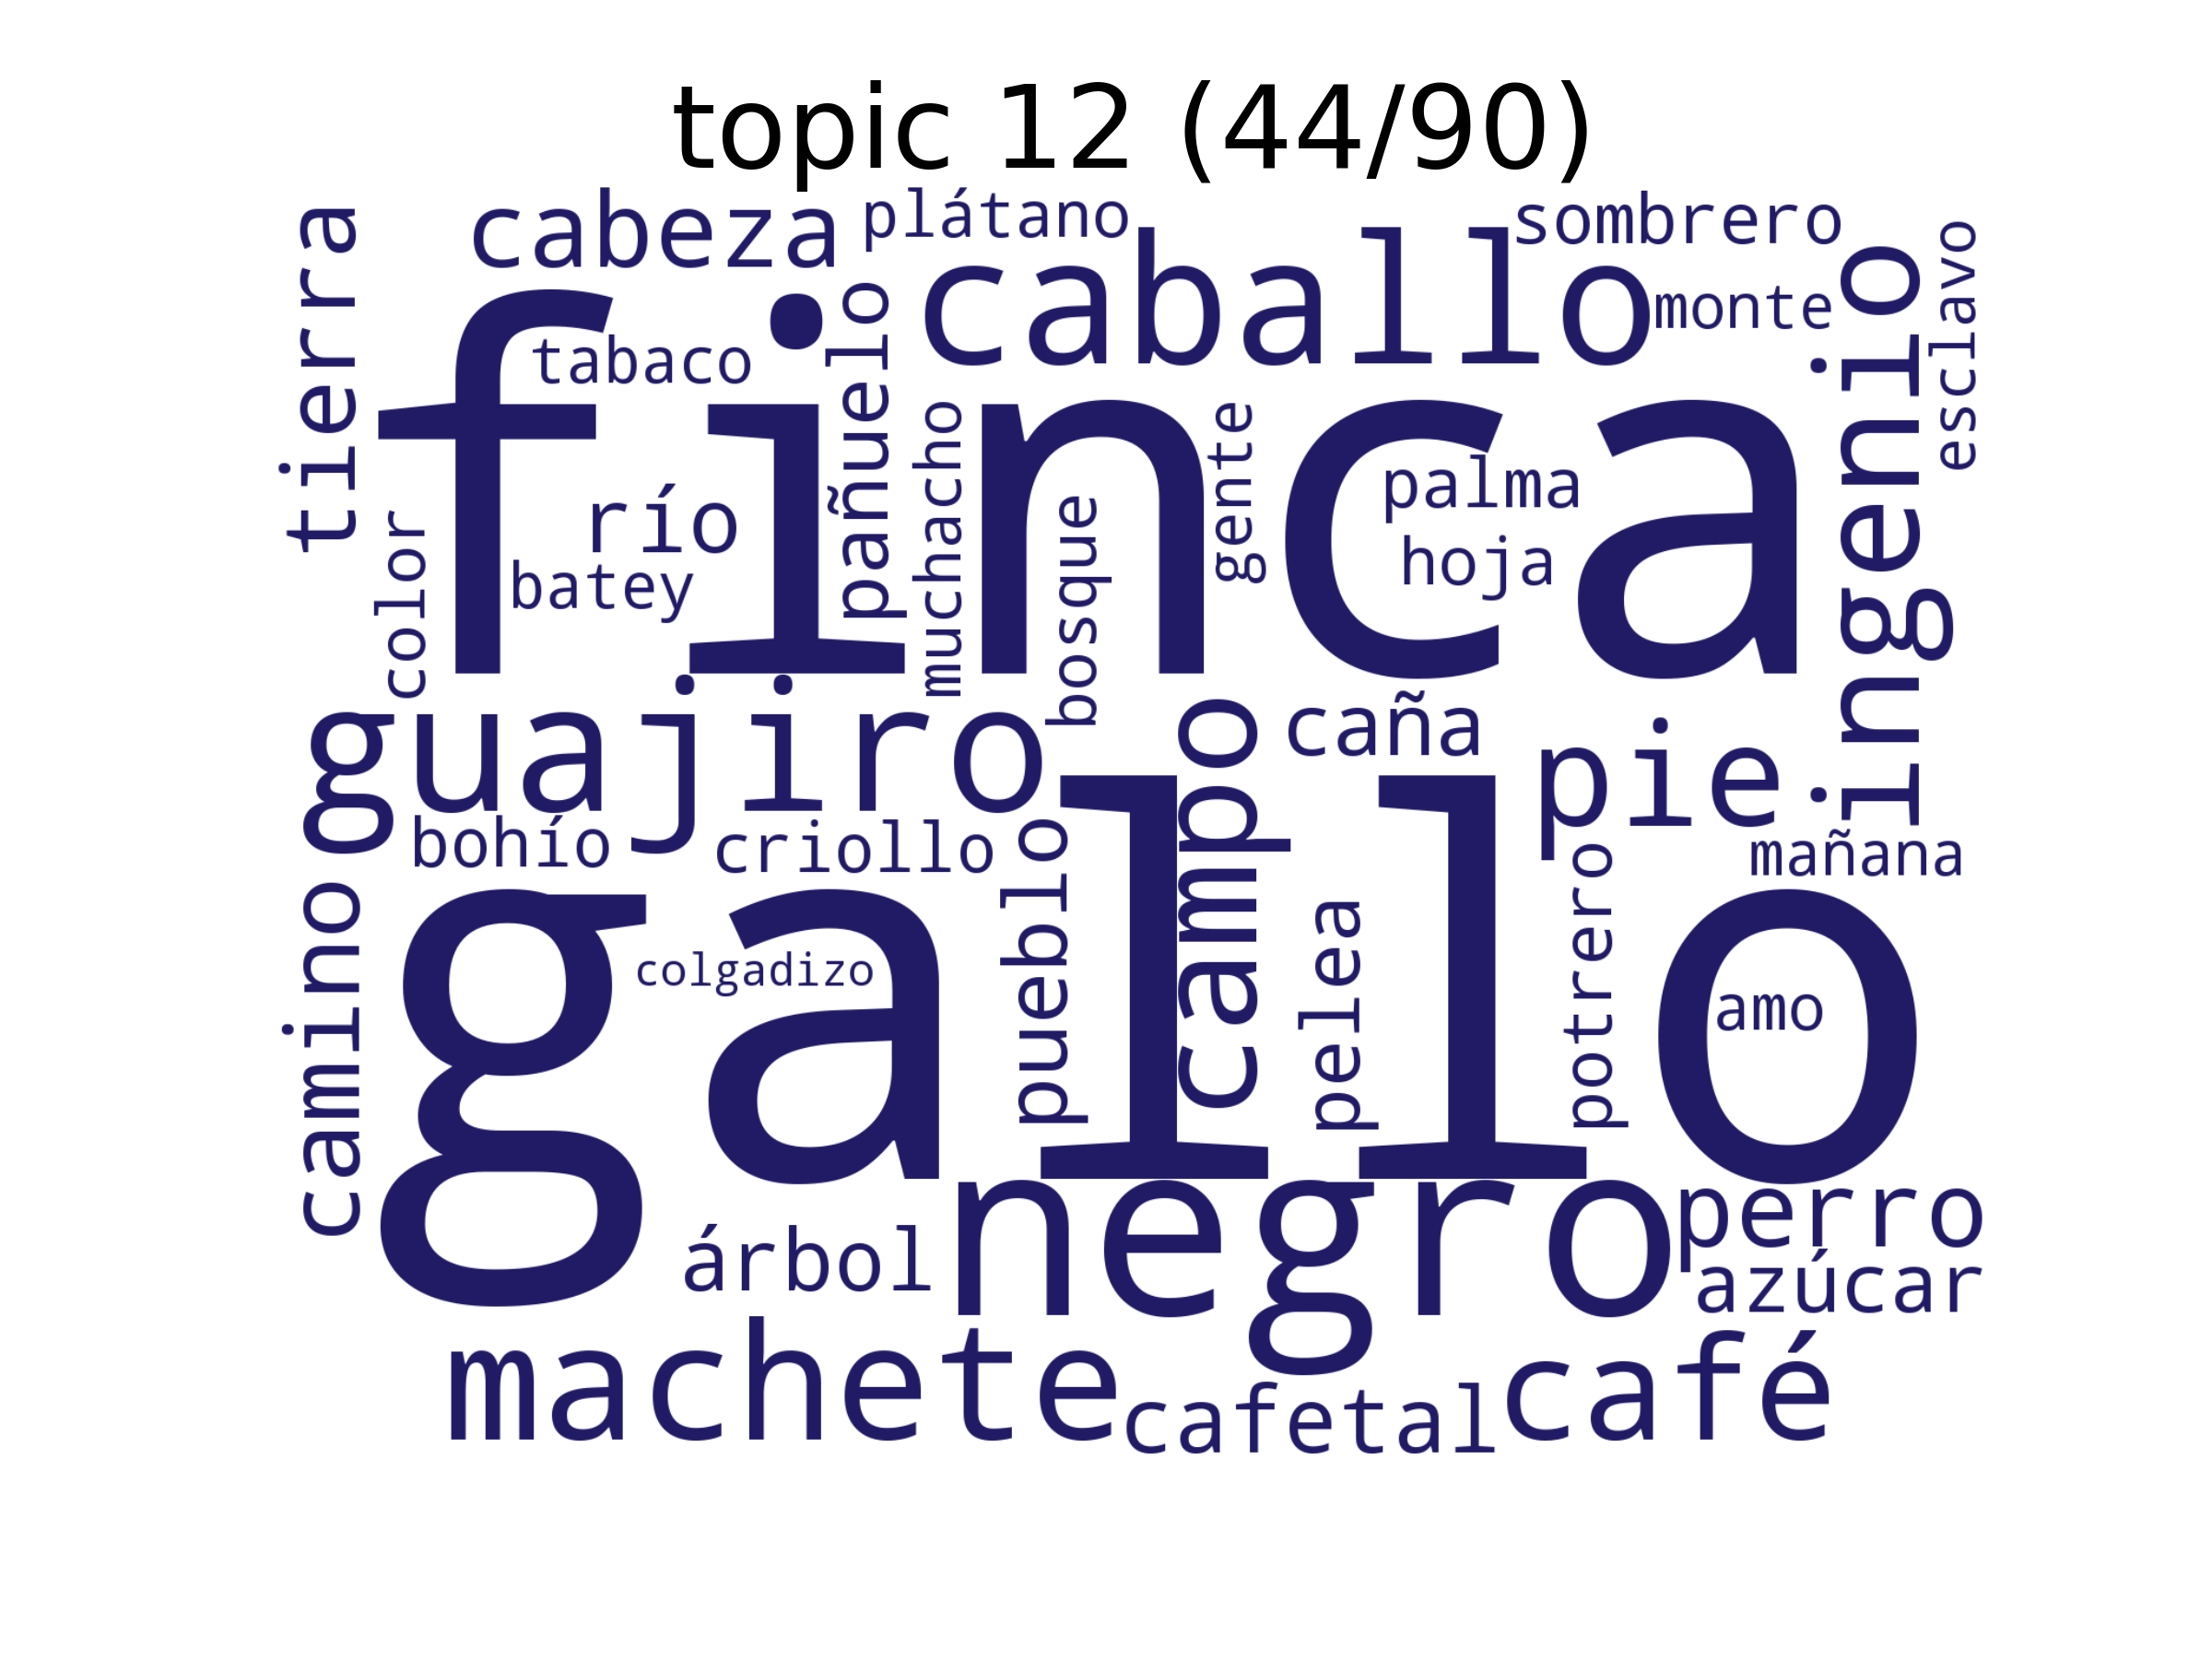 topic 12 (44/90)
cabeza
plátano
sombrero
tierra
caballo
monte
esclavo
ingenio
tabaco
pañuelo
finca
muchacho
gente
palma
río
hoja
color
batey
bosque
guajiro
caña
pie
campo
bohío
criollo
pueblo
mañana
potrero
camino
gallo
pelea
colgadizo
amo
negro
perro
árbol
azúcar
machete
cafetal
café